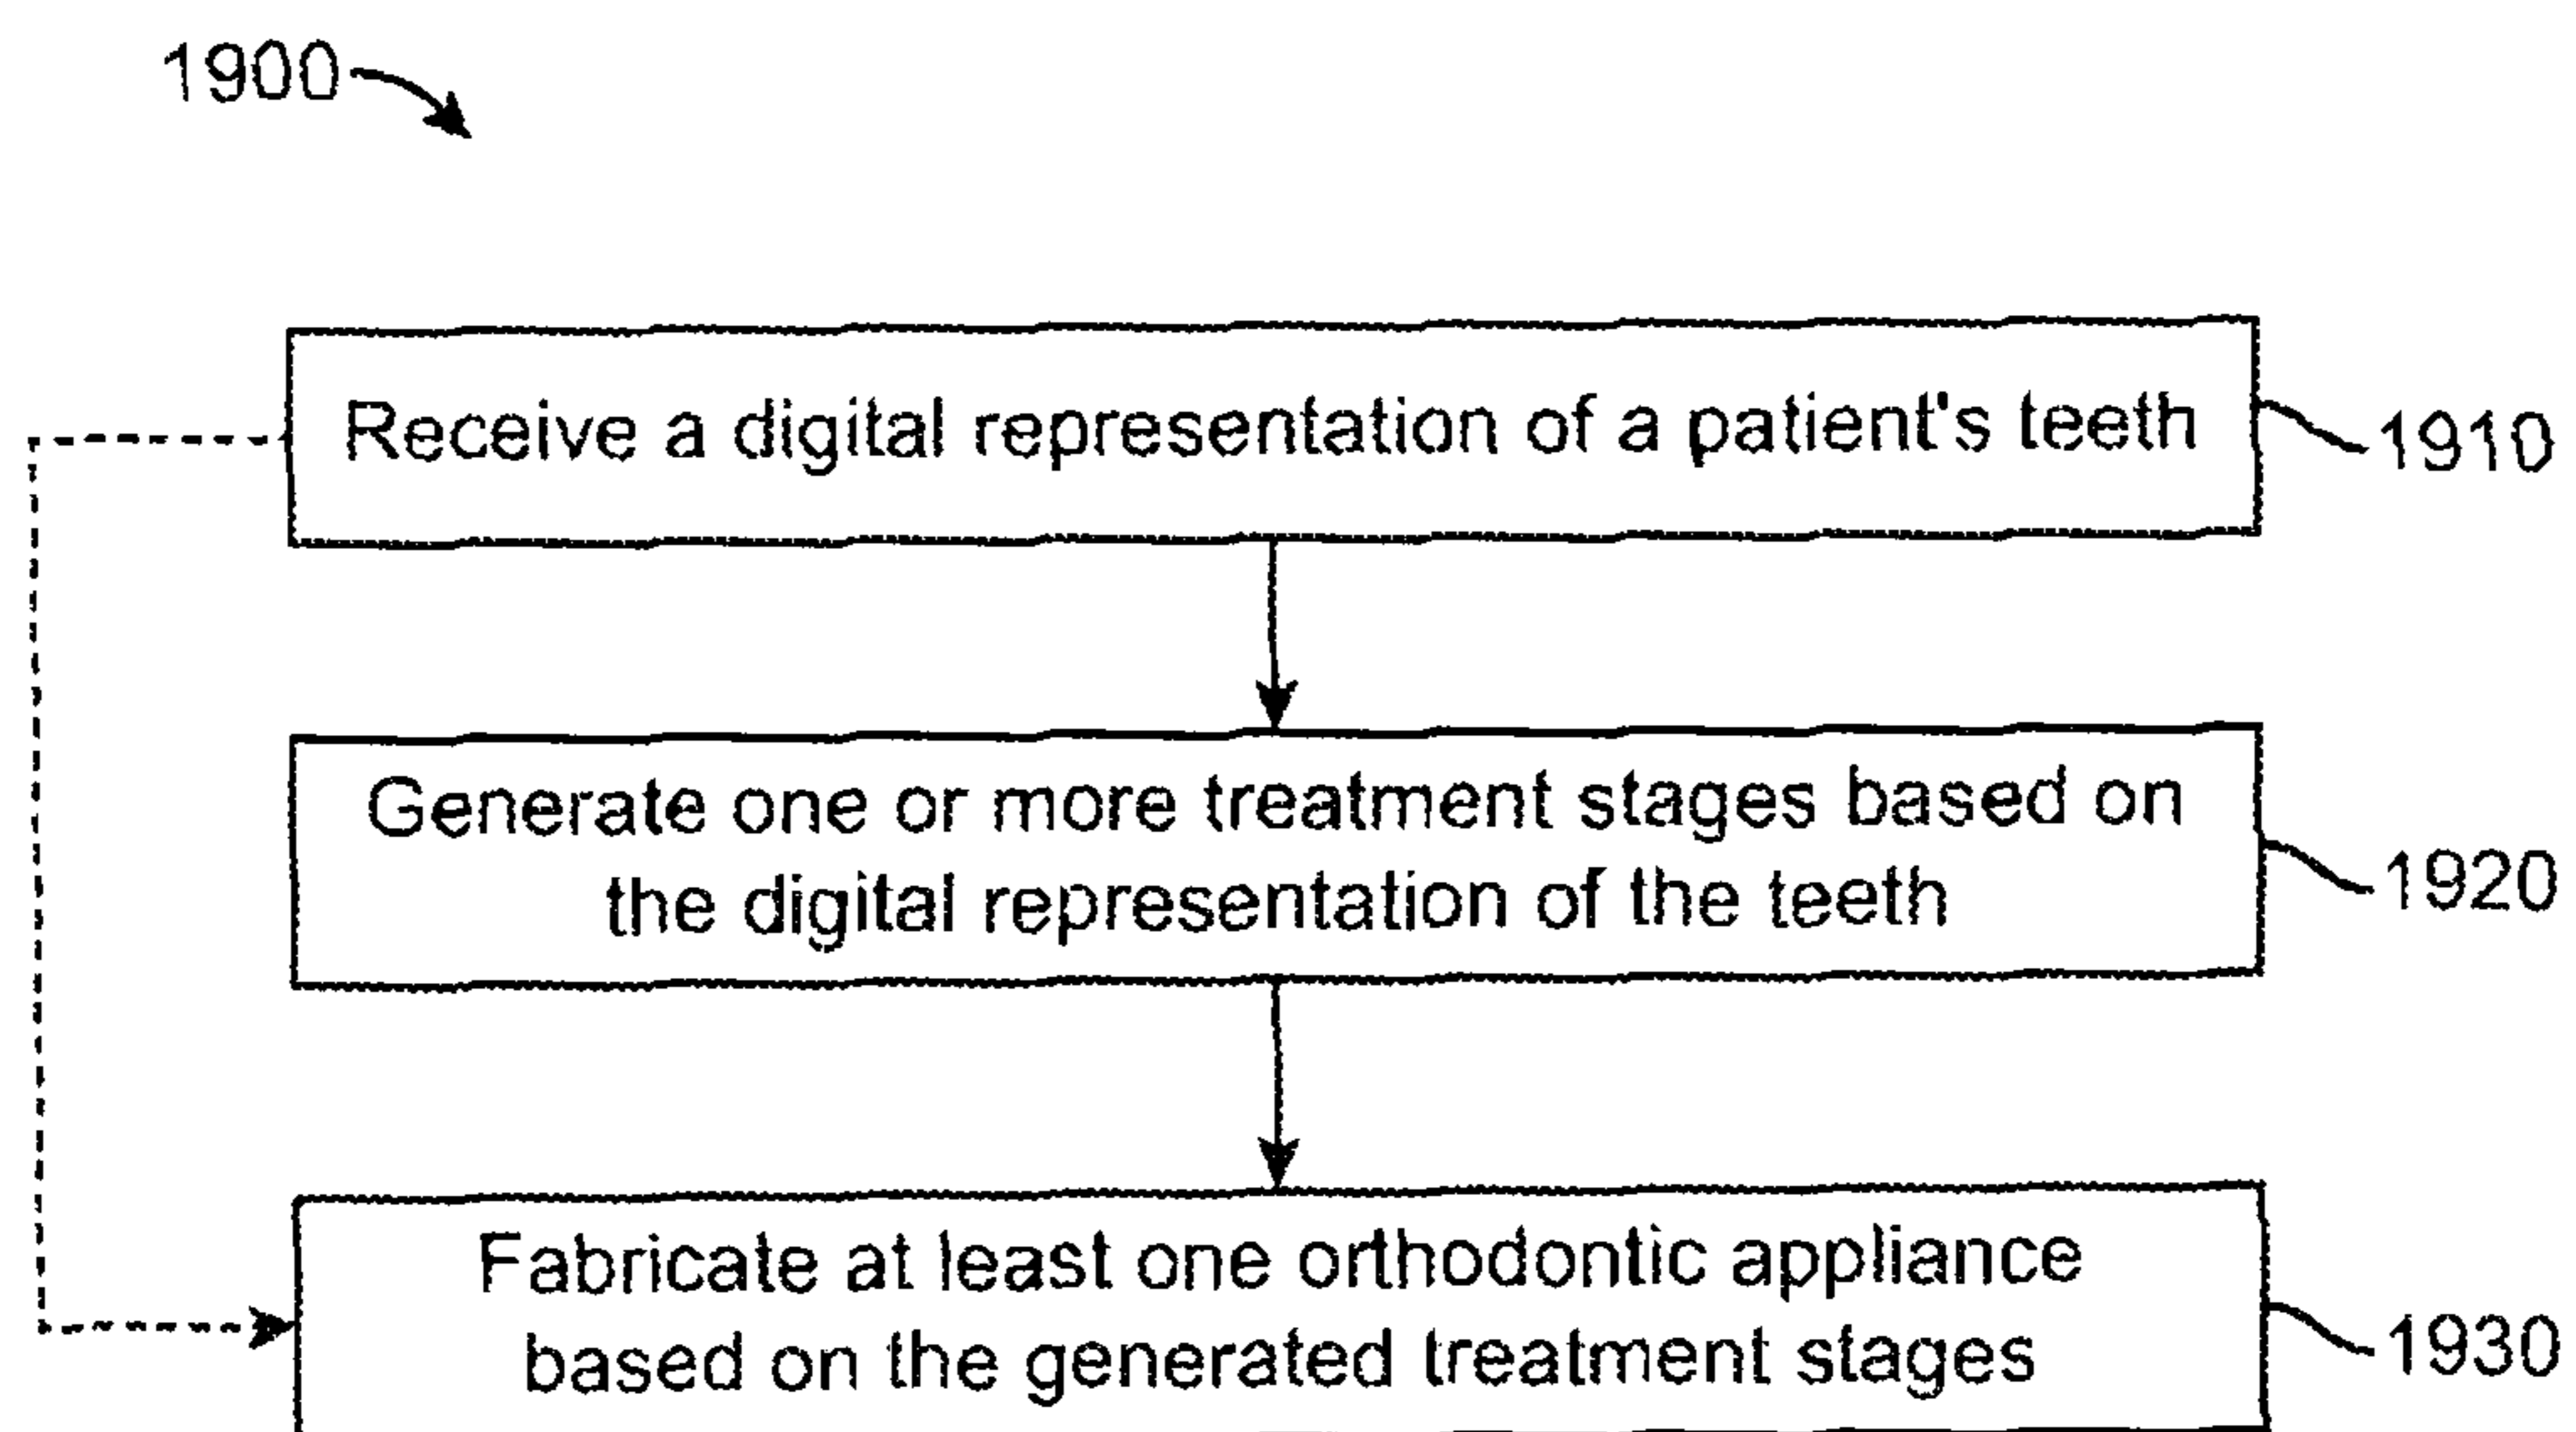 1900
Receive a digital representation of a patient's teeth
1910
Generate one or more treatment stages based on
the digital representation of the teeth
1920
Fabricate at least one orthodontic appliance
based on the generated treatment stages
1930